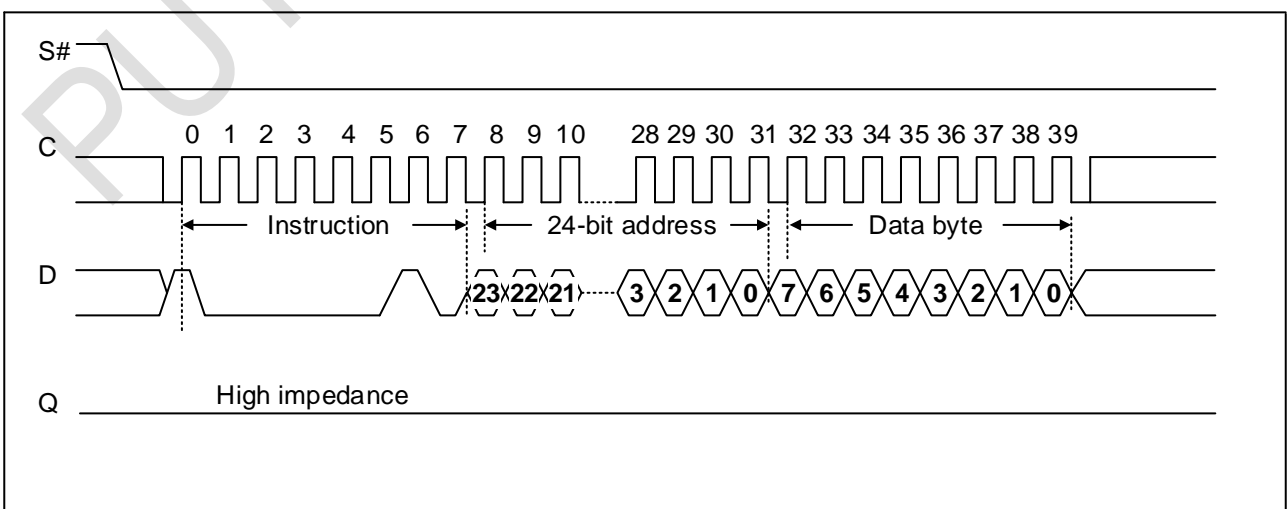 PU
S#
C 0 1 2 3 4 5 6 7 8 9 10 28 29 30 31 32 33 34 35 36 37 38 39
Instruction 24-bit address Data byte
D 23 22 21 3 2 1 0 7 6 5 4 3 2 1 0
Q High impedance